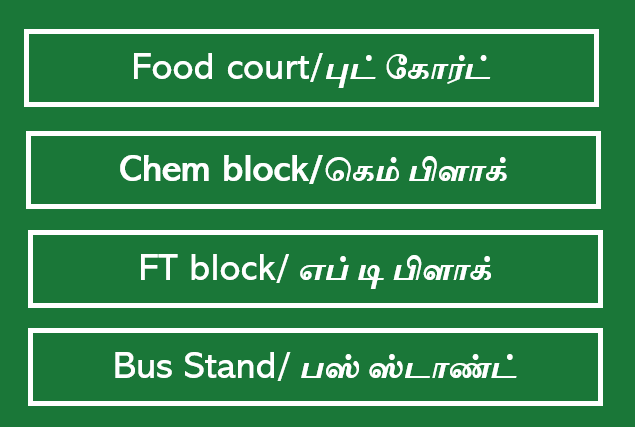 Food court/புட் கோர்ட்
Chem block/கெம் பிளாக்
FT block/ எப் டி பிளாக்
Bus Stand/ பஸ் ஸ்டாண்ட்